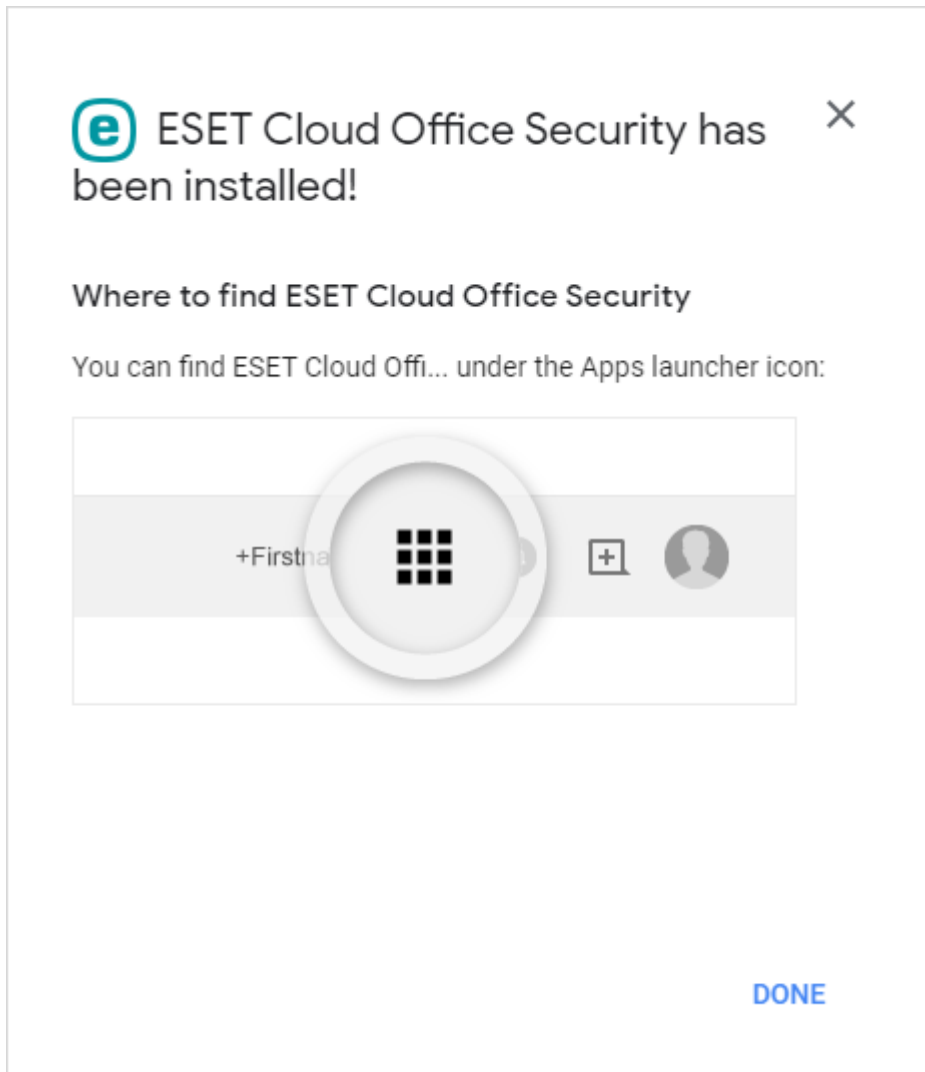 e ESET Cloud Office Security has
been installed!
Where to find ESET Cloud Office Security
You can find ESET Cloud Offi... under the Apps launcher icon:
+Firstna
DONE